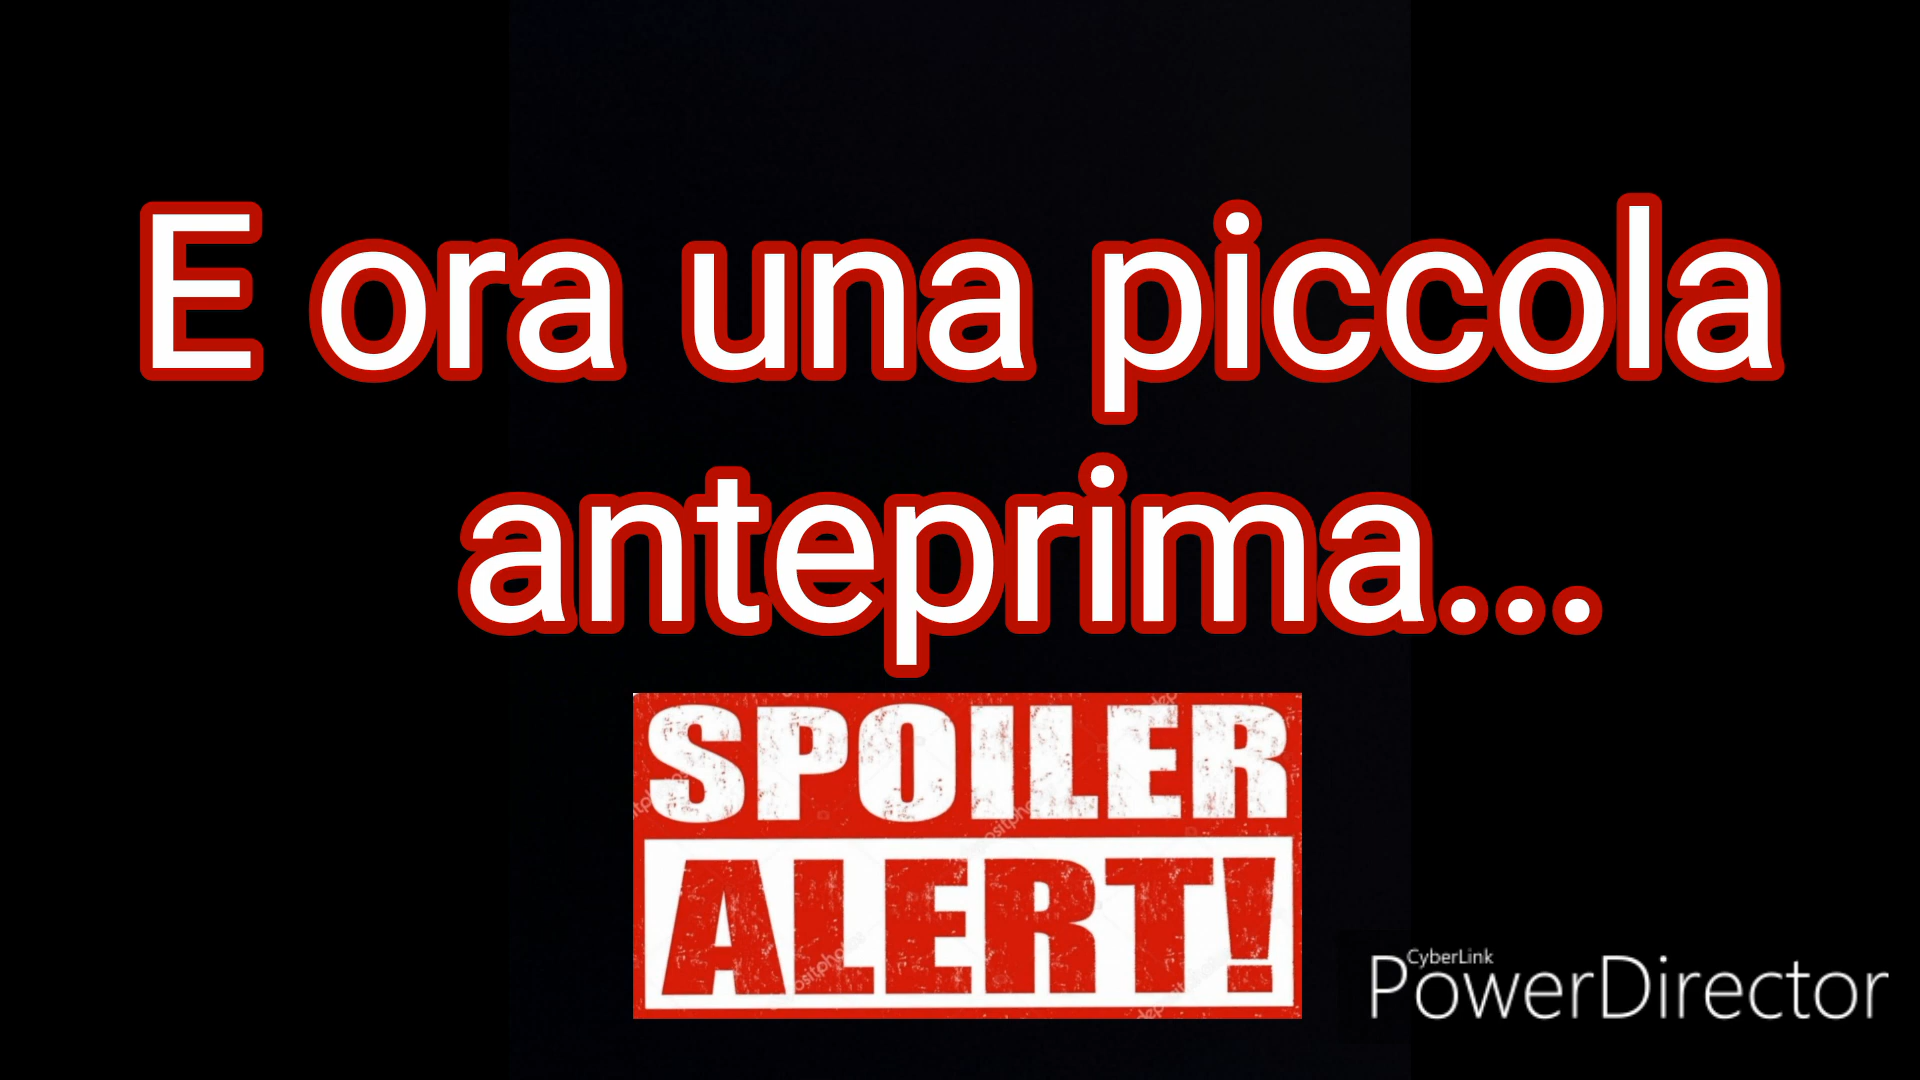 E ora una piccola
anteprima...
SPOILER
ALERT!
CyberLink
PowerDirector